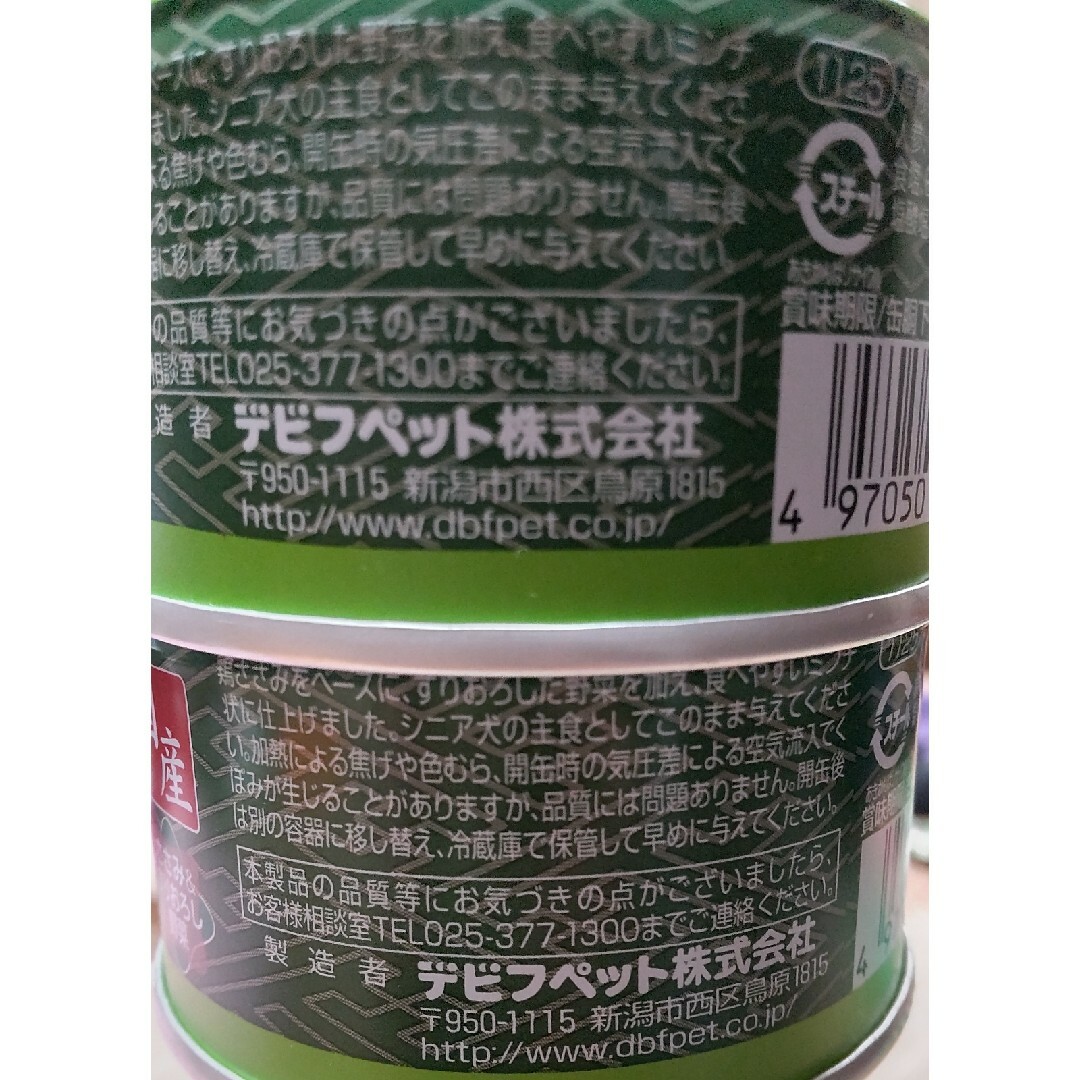 ベースに、すりおろした野菜を加え、食べやすいミンチ
ました。シニア犬の主食としてこのまま与えてくださ
よる焦げや色むら、開缶時の気圧差による空気流入でく
ることがありますが、品質には問題ありません。開缶後
器に移し替え、冷蔵庫で保管して早めに与えてください。
の品質等にお気づきの点がございましたら、
相談室TEL025-377-1300までご連絡ください。
造者 デビフペット株式会社
〒950-1115 新潟市西区鳥原1815
http://www.dbfpet.co.jp/
1125
スチール
賞味期限/缶胴下
4 97050
産
さみ&
おろし
鶏ささみをベースに、すりおろした野菜を加え、食べやすいミンチ
状に仕上げました。シニア犬の主食としてこのまま与えてくださ
い。加熱による焦げや色むら、開缶時の気圧差による空気流入でく
ぼみが生じることがありますが、品質には問題ありません。開缶後
は別の容器に移し替え、冷蔵庫で保管して早めに与えてください。
本製品の品質等にお気づきの点がございましたら、
お客様相談室TEL025-377-1300までご連絡ください。
製造者 デビフペット株式会社
〒950-1115 新潟市西区鳥原1815
http://www.dbfpet.co.jp/
スチール
賞味期
4